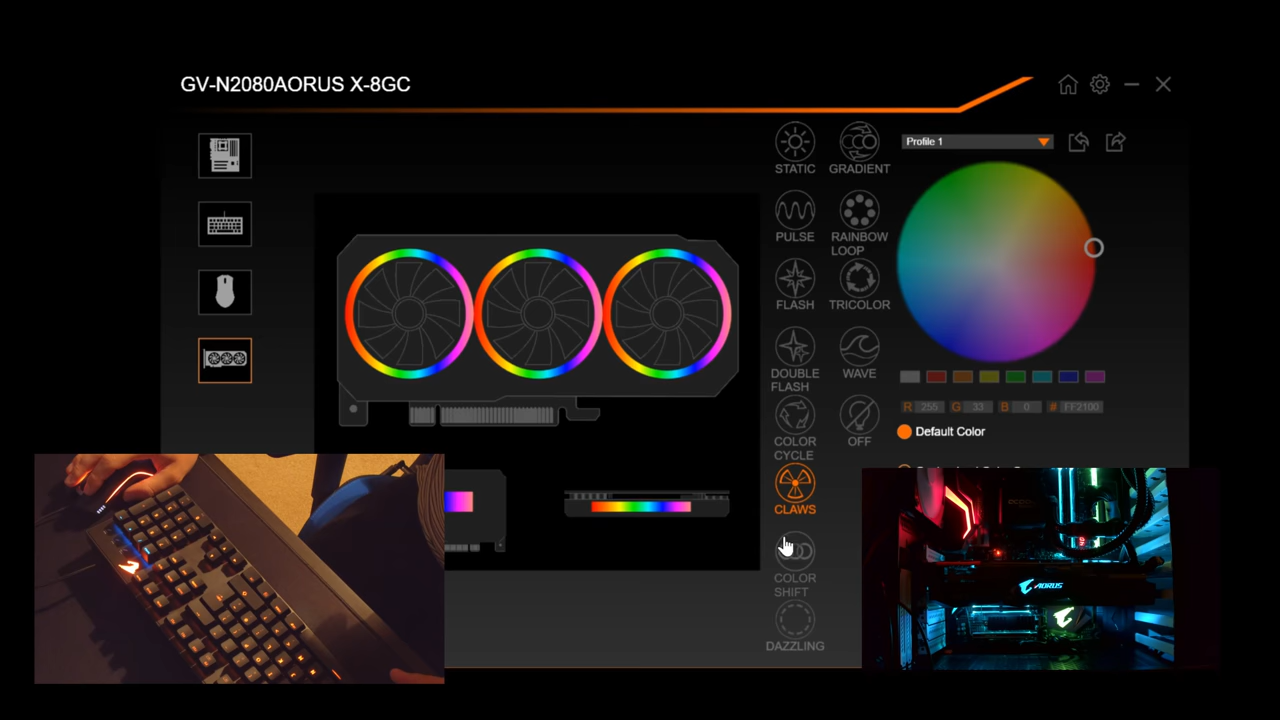 GV-N2080AORUS X-8GC
STATIC
GRADIENT
PULSE
RAINBOW
LOOP
FLASH
TRICOLOR
DOUBLE
FLASH
WAVE
COLOR
CYCLE
OFF
CLAWS
COLOR
SHIFT
DAZZLING
Profile 1
R 255 G 33 B 0 # FF2100
Default Color
AORUS